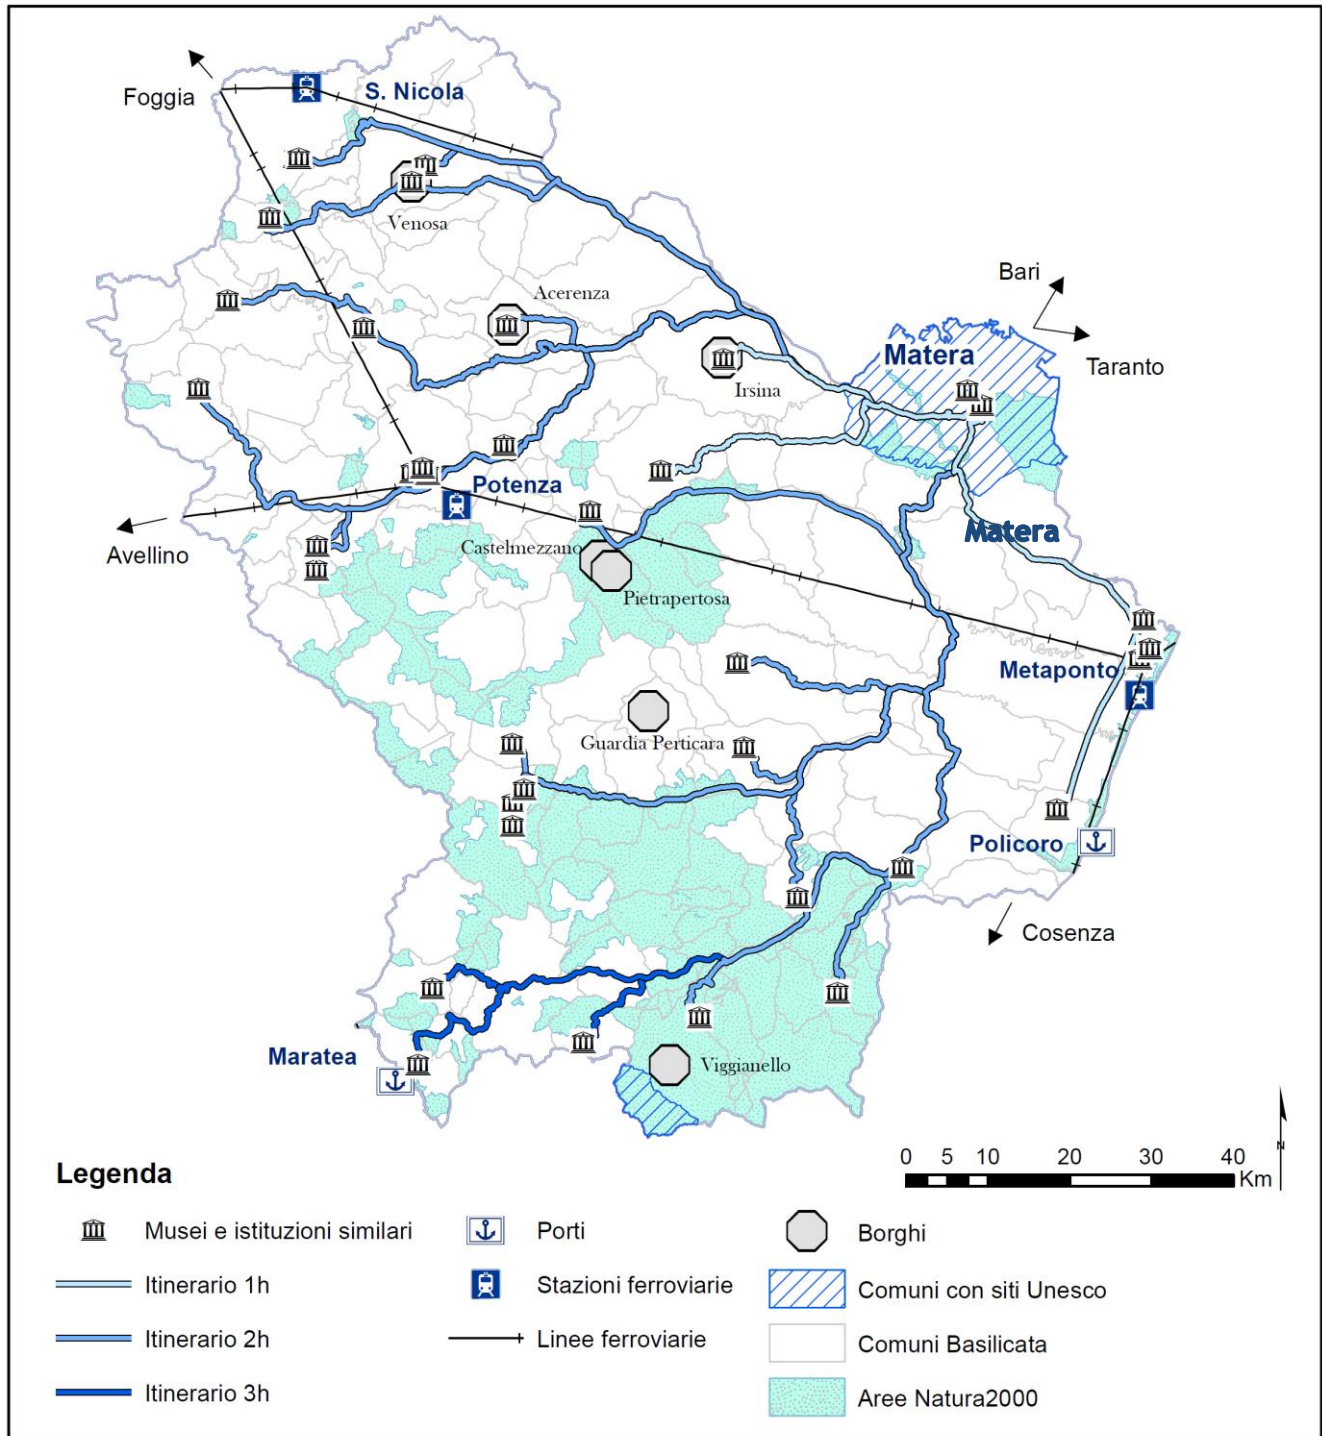 S. Nicola
Foggia
Venosa
Acerenza
Bari
Matera
Taranto
Irsina
Potenza
Avellino
Castelmezzano
Matera
Pietrapertosa
Metaponto
Guardia Perticara
Policoro
Cosenza
Maratea
Viggianello
N
0 5 10 20 30 40
Km
Legenda
Musei e istituzioni similari
Porti
Borghi
Itinerario 1h
Stazioni ferroviarie
Comuni con siti Unesco
Itinerario 2h
Linee ferroviarie
Comuni Basilicata
Itinerario 3h
Aree Natura2000